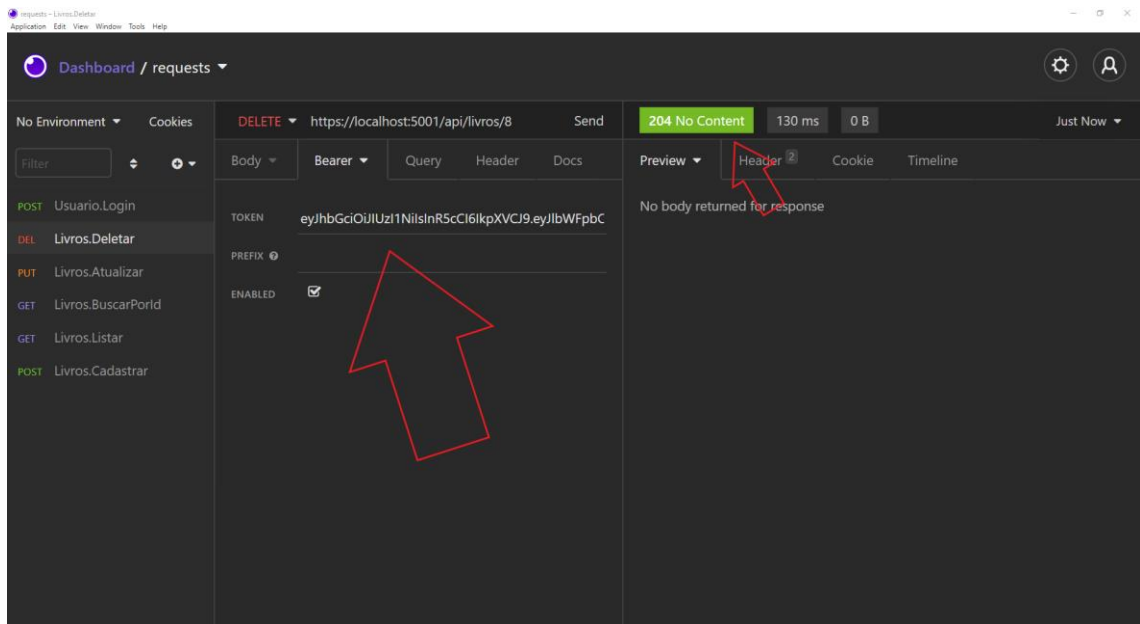 requests – Livros.Deletar
Application Edit View Window Tools Help
Dashboard / requests
No Environment Cookies
DELETE https://localhost:5001/api/livros/8 Send
204 No Content 130 ms 0 B Just Now
Filter
Body Bearer Query Header Docs
Preview Header 2 Cookie Timeline
POST Usuario.Login
DEL Livros.Deletar
PUT Livros.Atualizar
GET Livros.BuscarPorId
GET Livros.Listar
POST Livros.Cadastrar
TOKEN eyJhbGciOiJIUzI1NiIsInR5cCI6IkpXVCJ9.eyJlbWFpbC
PREFIX
ENABLED
No body returned for response